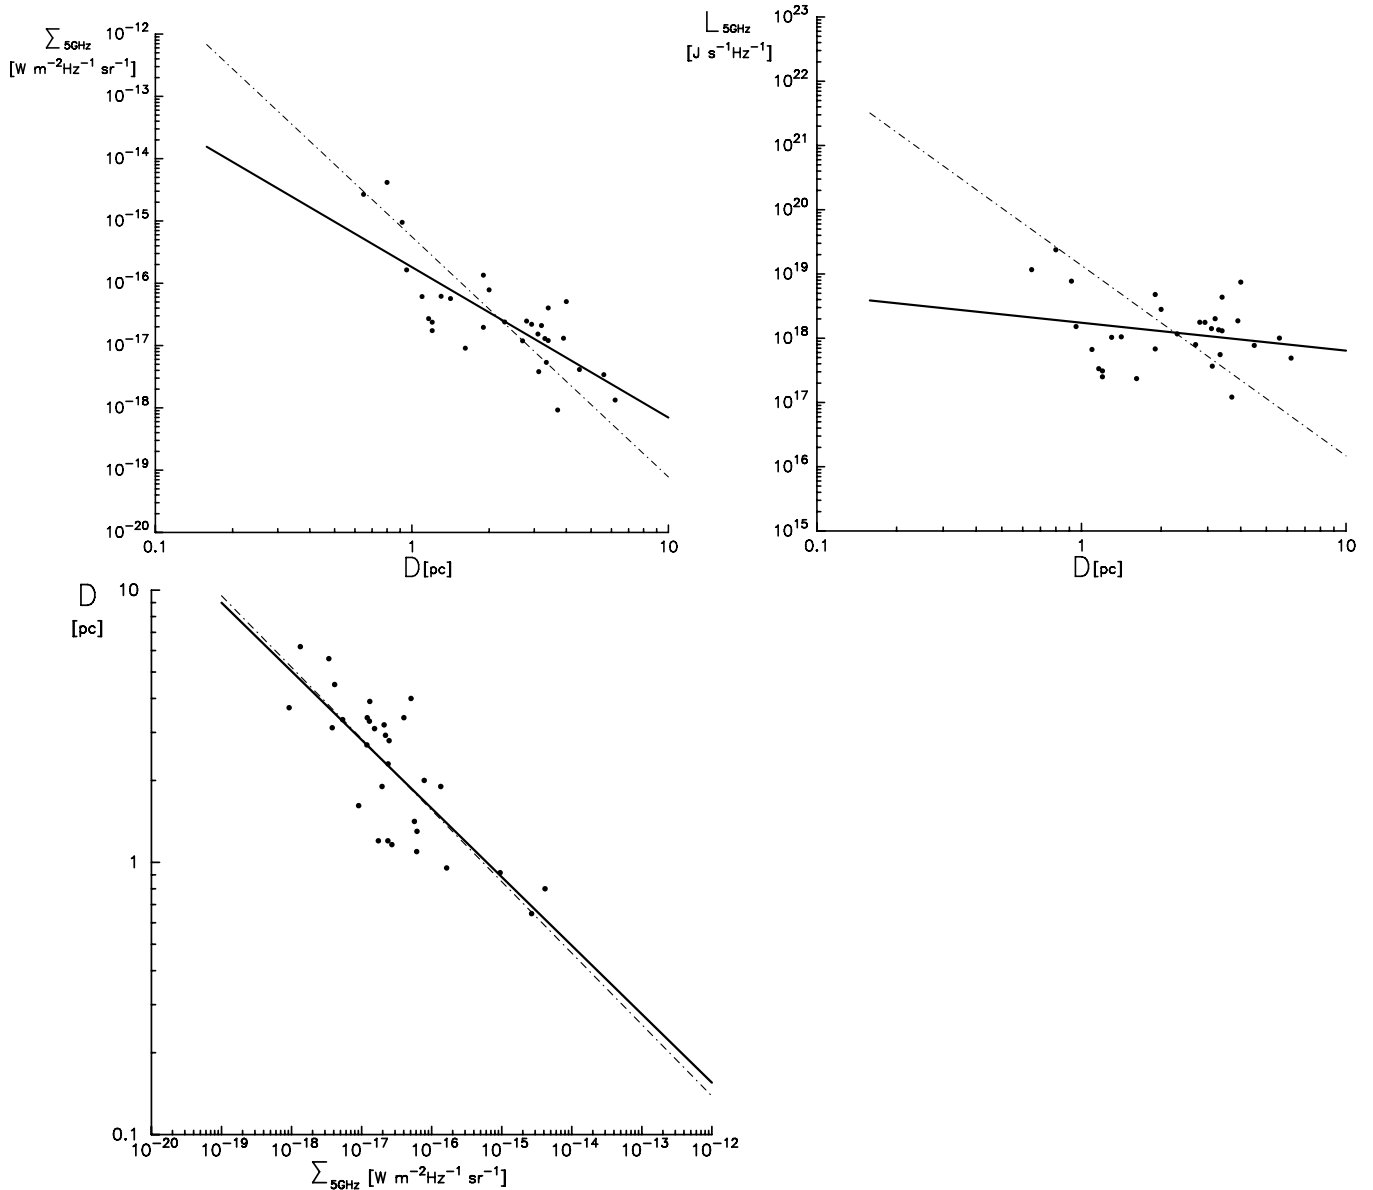 Σ 5GHz
[W m⁻²Hz⁻¹ sr⁻¹]
10⁻¹²
10⁻¹³
10⁻¹⁴
10⁻¹⁵
10⁻¹⁶
10⁻¹⁷
10⁻¹⁸
10⁻¹⁹
10⁻²⁰
0.1 1 10
D [pc]
L 5GHz
[J s⁻¹Hz⁻¹]
10²³
10²²
10²¹
10²⁰
10¹⁹
10¹⁸
10¹⁷
10¹⁶
10¹⁵
0.1 1 10
D [pc]
D
[pc]
10
1
0.1
10⁻²⁰ 10⁻¹⁹ 10⁻¹⁸ 10⁻¹⁷ 10⁻¹⁶ 10⁻¹⁵ 10⁻¹⁴ 10⁻¹³ 10⁻¹²
Σ 5GHz [W m⁻²Hz⁻¹ sr⁻¹]